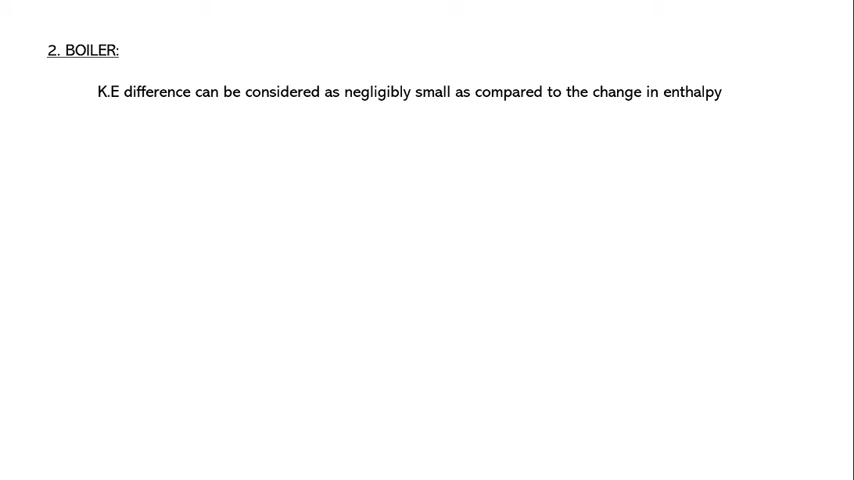 2. BOILER:
K.E difference can be considered as negligibly small as compared to the change in enthalpy